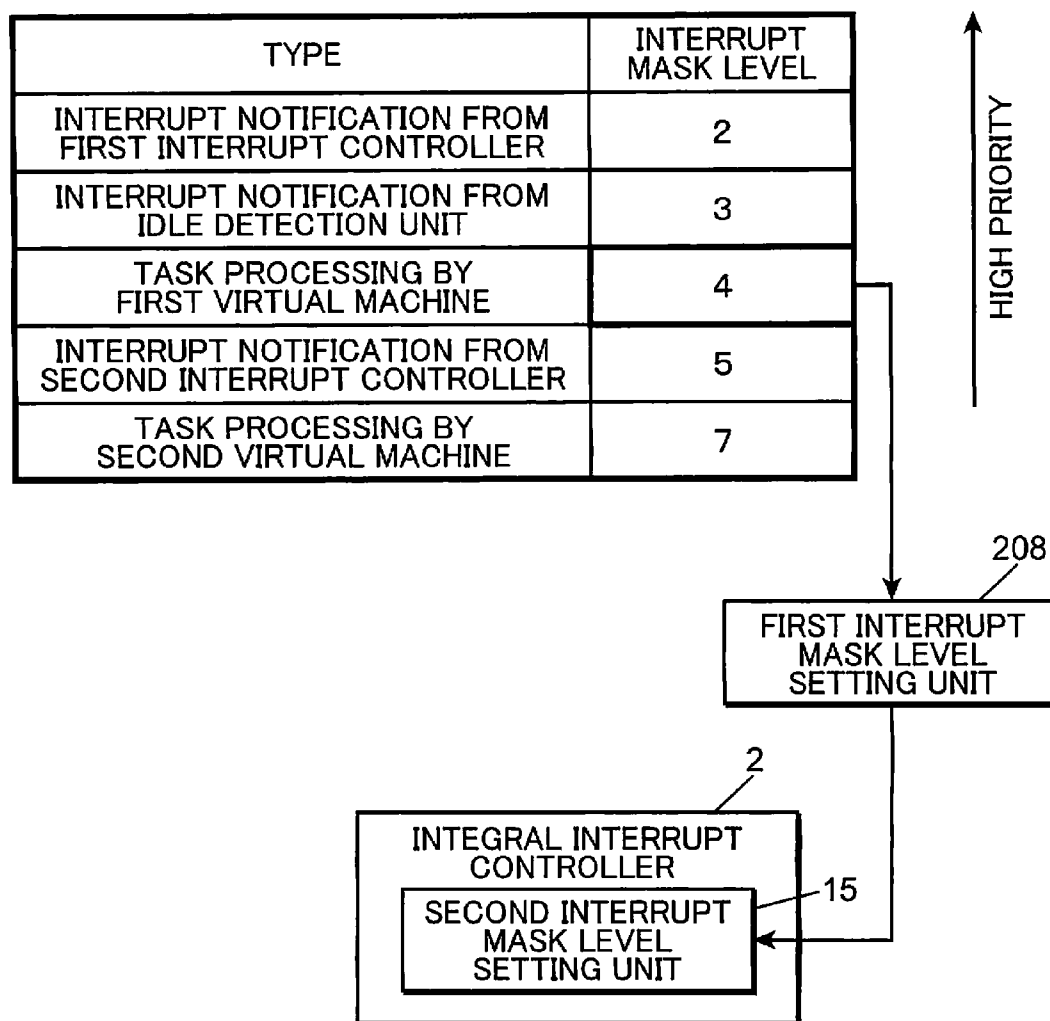 TYPE
INTERRUPT
MASK LEVEL
INTERRUPT NOTIFICATION FROM
FIRST INTERRUPT CONTROLLER
2
INTERRUPT NOTIFICATION FROM
IDLE DETECTION UNIT
3
TASK PROCESSING BY
FIRST VIRTUAL MACHINE
4
INTERRUPT NOTIFICATION FROM
SECOND INTERRUPT CONTROLLER
5
TASK PROCESSING BY
SECOND VIRTUAL MACHINE
7
HIGH PRIORITY
208
FIRST INTERRUPT
MASK LEVEL
SETTING UNIT
2
INTEGRAL INTERRUPT
CONTROLLER
15
SECOND INTERRUPT
MASK LEVEL
SETTING UNIT